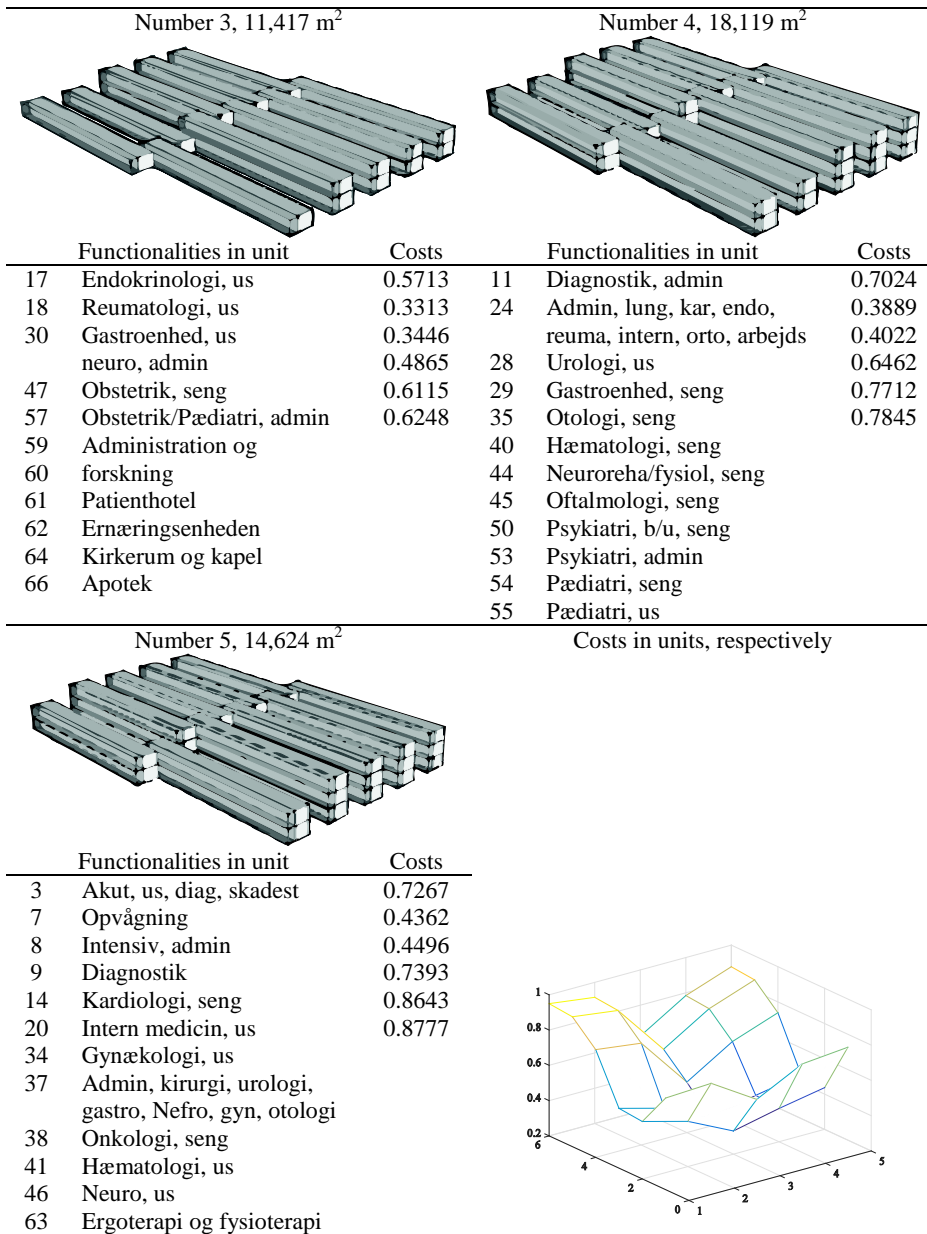 Number 3, 11,417 m²
Functionalities in unit Costs
17 Endokrinologi, us 0.5713
18 Reumatologi, us 0.3313
30 Gastroenhed, us 0.3446
neuro, admin 0.4865
47 Obstetrik, seng 0.6115
57 Obstetrik/Pædiatri, admin 0.6248
59 Administration og
60 forskning
61 Patienthotel
62 Ernæringsenheden
64 Kirkerum og kapel
66 Apotek
Number 4, 18,119 m²
Functionalities in unit Costs
11 Diagnostik, admin 0.7024
24 Admin, lung, kar, endo, 0.3889
reuma, intern, orto, arbejds 0.4022
28 Urologi, us 0.6462
29 Gastroenhed, seng 0.7712
35 Otologi, seng 0.7845
40 Hæmatologi, seng
44 Neuroreha/fysiol, seng
45 Oftalmologi, seng
50 Psykiatri, b/u, seng
53 Psykiatri, admin
54 Pædiatri, seng
55 Pædiatri, us
Number 5, 14,624 m²
Functionalities in unit Costs
3 Akut, us, diag, skadest 0.7267
7 Opvågning 0.4362
8 Intensiv, admin 0.4496
9 Diagnostik 0.7393
14 Kardiologi, seng 0.8643
20 Intern medicin, us 0.8777
34 Gynækologi, us
37 Admin, kirurgi, urologi,
gastro, Nefro, gyn, otologi
38 Onkologi, seng
41 Hæmatologi, us
46 Neuro, us
63 Ergoterapi og fysioterapi
Costs in units, respectively
1
0.8
0.6
0.4
0.2
6
4
2
0
1
2
3
4
5